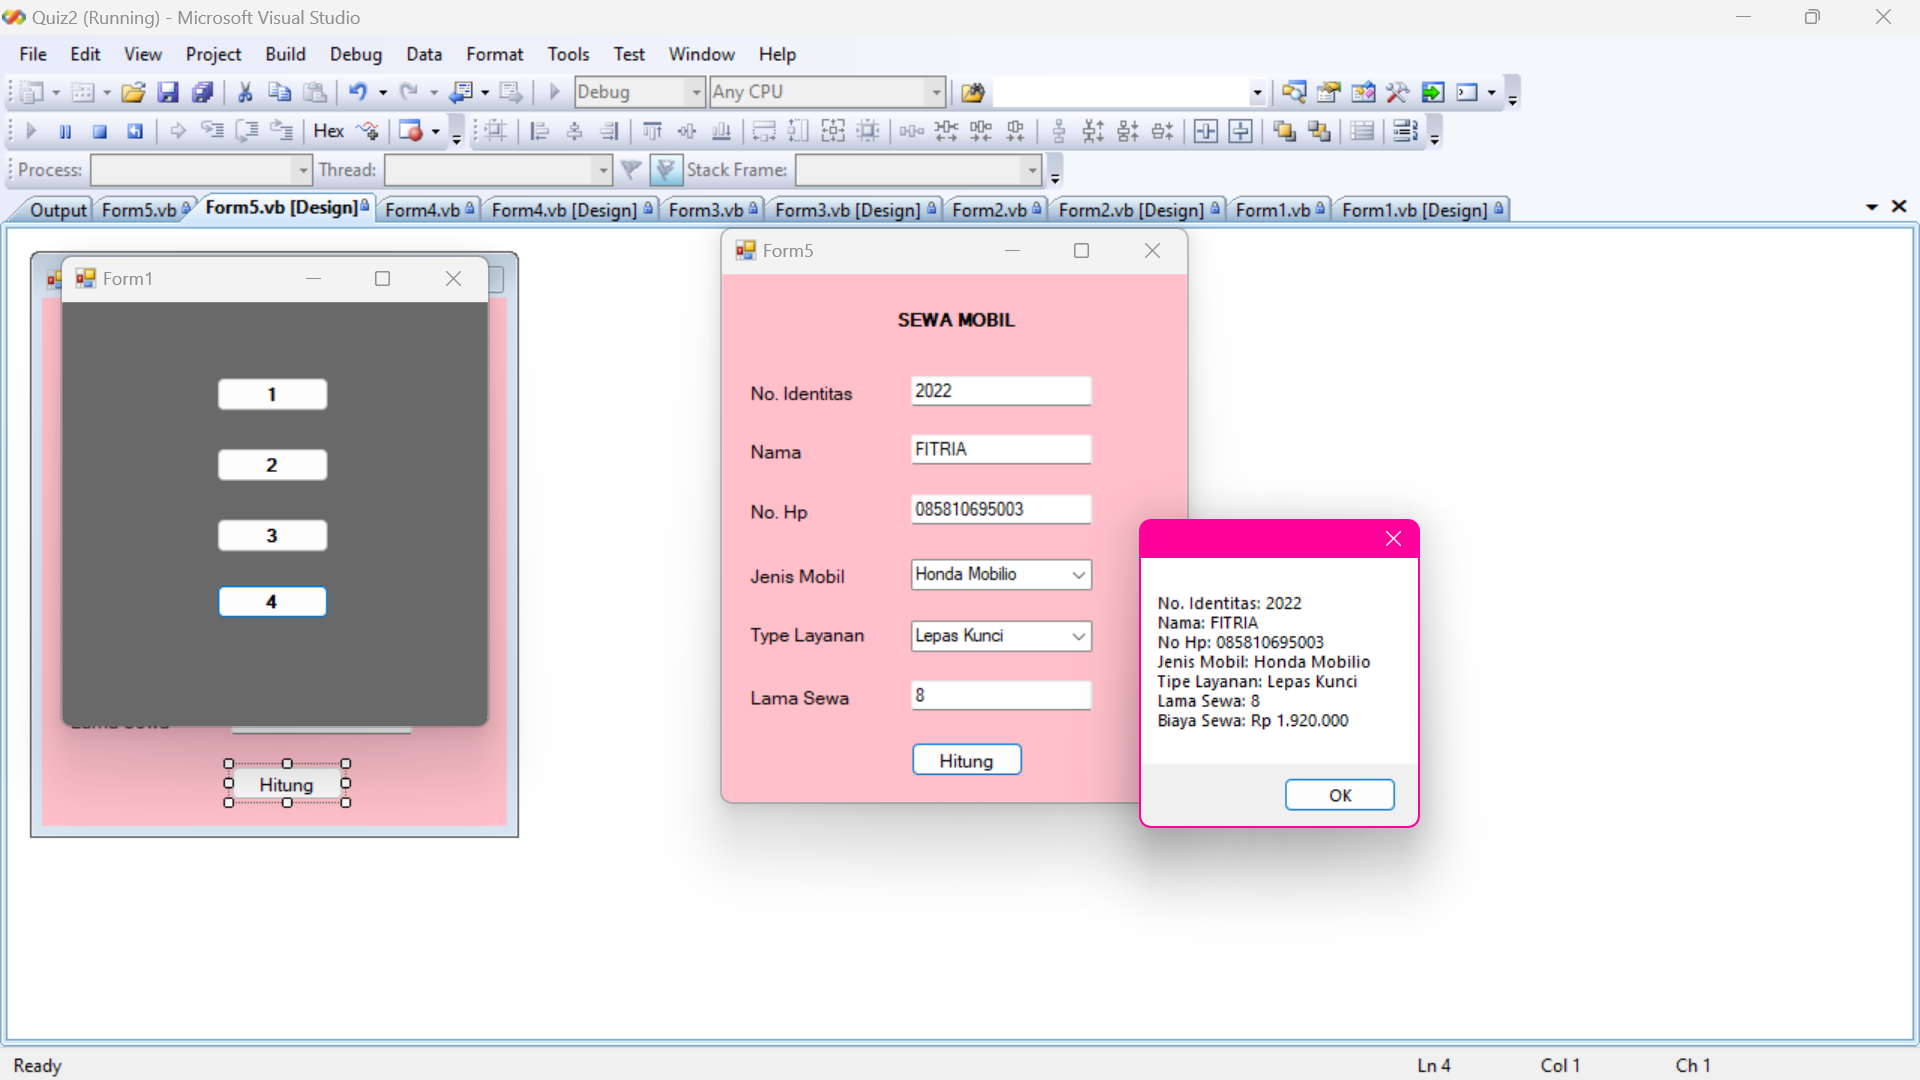 Quiz2 (Running) - Microsoft Visual Studio
File Edit View Project Build Debug Data Format Tools Test Window Help
Debug Any CPU
Hex
Process: Thread: Stack Frame:
Output Form5.vb Form5.vb [Design] Form4.vb Form4.vb [Design] Form3.vb Form3.vb [Design] Form2.vb Form2.vb [Design] Form1.vb Form1.vb [Design]
Form1
1
2
3
4
Hitung
Form5
SEWA MOBIL
No. Identitas 2022
Nama FITRIA
No. Hp 085810695003
Jenis Mobil Honda Mobilio
Type Layanan Lepas Kunci
Lama Sewa 8
Hitung
No. Identitas: 2022
Nama: FITRIA
No Hp: 085810695003
Jenis Mobil: Honda Mobilio
Tipe Layanan: Lepas Kunci
Lama Sewa: 8
Biaya Sewa: Rp 1.920.000
OK
Ready Ln 4 Col 1 Ch 1